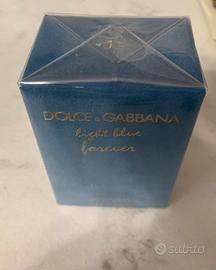 DOLCE & GABBANA
light blue
forever
subito